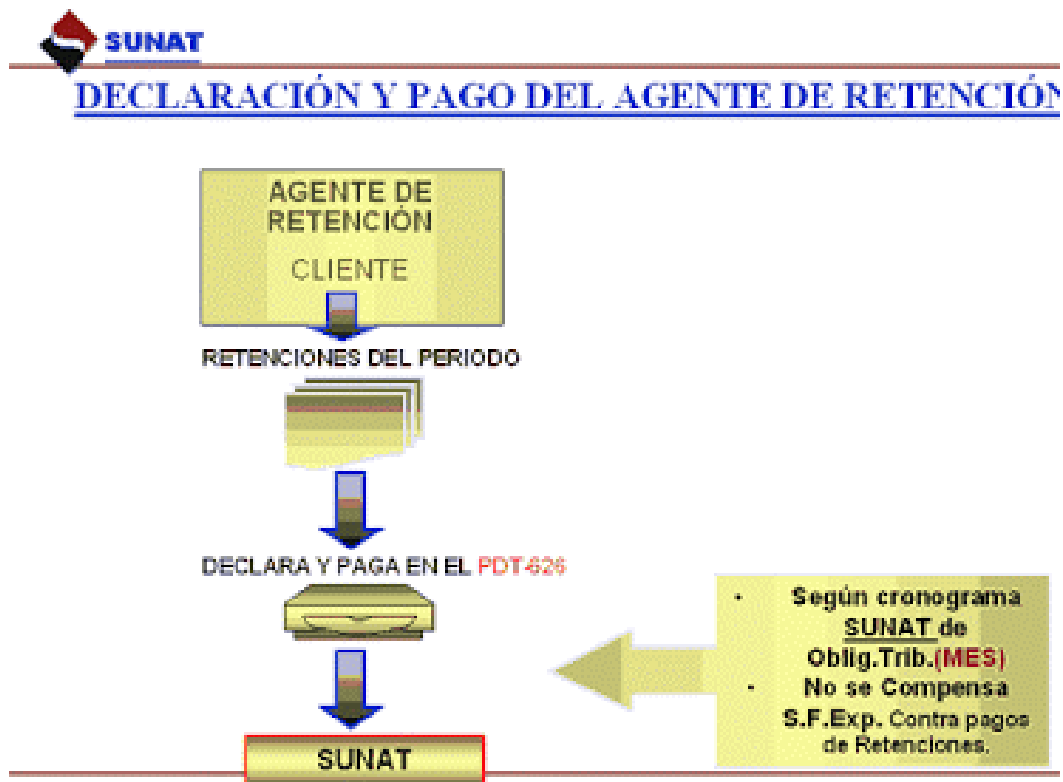 SUNAT
DECLARACIÓN Y PAGO DEL AGENTE DE RETENCIÓN
AGENTE DE
RETENCIÓN
CLIENTE
RETENCIONES DEL PERIODO
DECLARA Y PAGA EN EL PDT-626
SUNAT
• Según cronograma
SUNAT de
Oblig.Trib.(MES)
• No se Compensa
S.F.Exp. Contra pagos
de Retenciones.